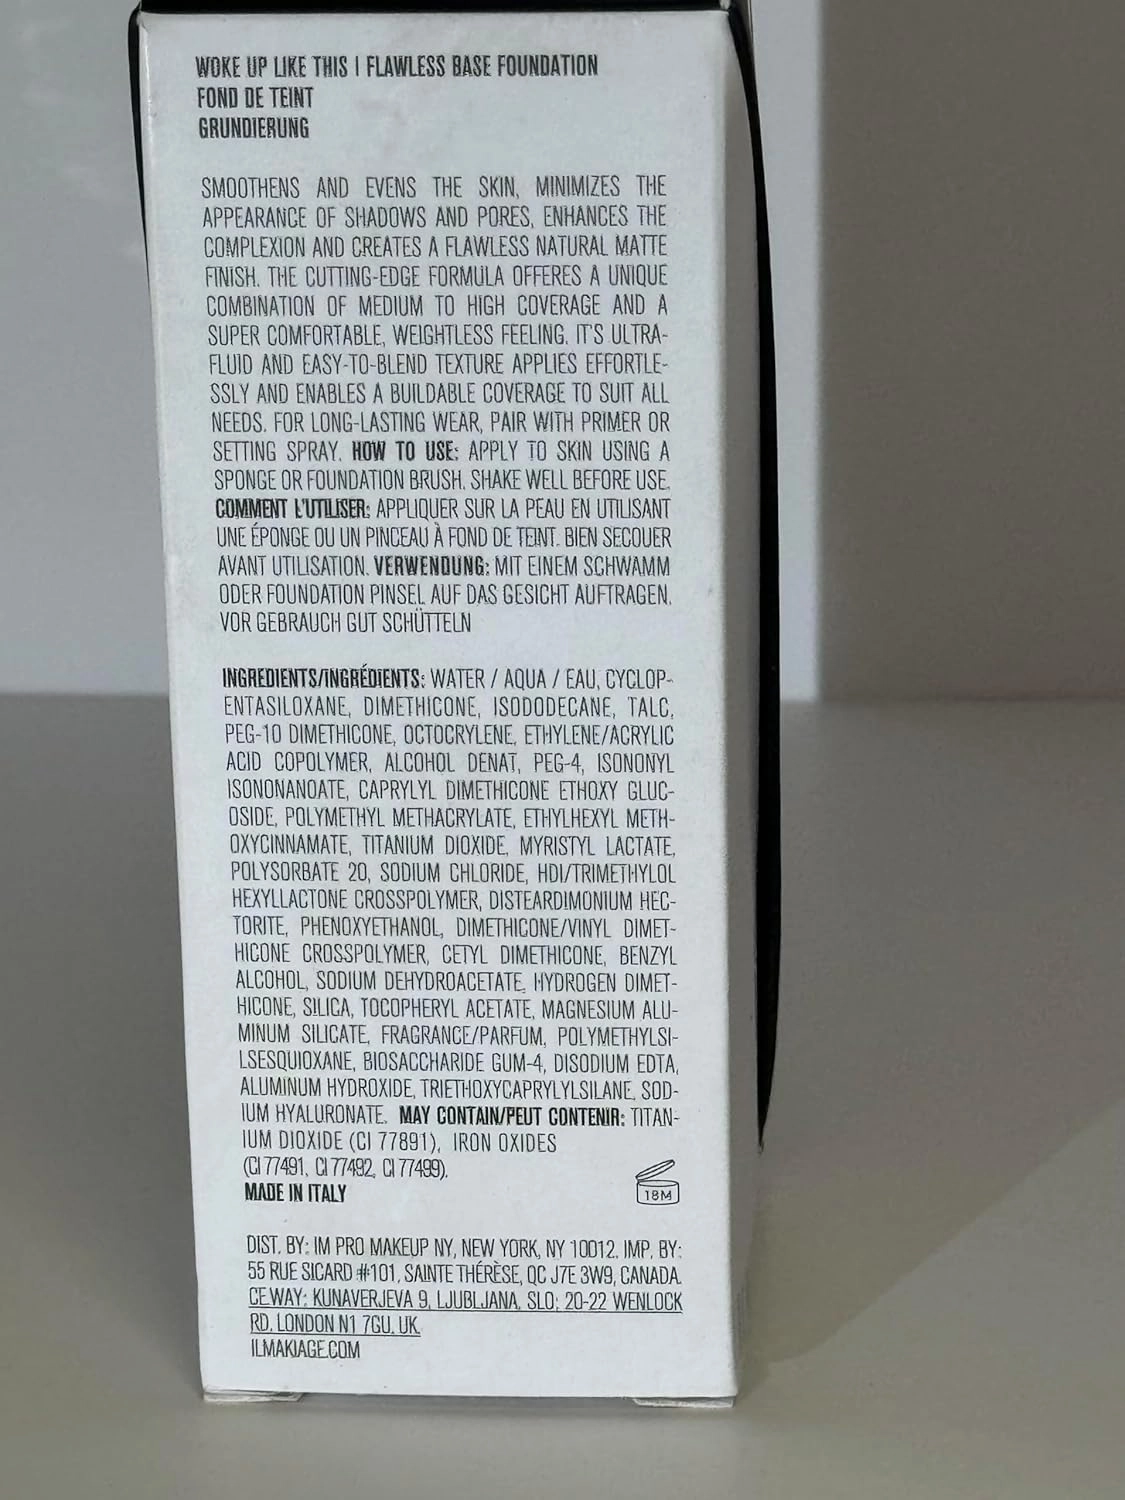 WOKE UP LIKE THIS | FLAWLESS BASE FOUNDATION
FOND DE TEINT
GRUNDIERUNG
SMOOTHENS AND EVENS THE SKIN, MINIMIZES THE
APPEARANCE OF SHADOWS AND PORES, ENHANCES THE
COMPLEXION AND CREATES A FLAWLESS NATURAL MATTE
FINISH. THE CUTTING-EDGE FORMULA OFFERES A UNIQUE
COMBINATION OF MEDIUM TO HIGH COVERAGE AND A
SUPER COMFORTABLE, WEIGHTLESS FEELING. IT'S ULTRA-
FLUID AND EASY-TO-BLEND TEXTURE APPLIES EFFORTLE-
SSLY AND ENABLES A BUILDABLE COVERAGE TO SUIT ALL
NEEDS. FOR LONG-LASTING WEAR, PAIR WITH PRIMER OR
SETTING SPRAY. HOW TO USE: APPLY TO SKIN USING A
SPONGE OR FOUNDATION BRUSH. SHAKE WELL BEFORE USE.
COMMENT L'UTILISER: APPLIQUER SUR LA PEAU EN UTILISANT
UNE ÉPONGE OU UN PINCEAU À FOND DE TEINT. BIEN SECOUER
AVANT UTILISATION. VERWENDUNG: MIT EINEM SCHWAMM
ODER FOUNDATION PINSEL AUF DAS GESICHT AUFTRAGEN.
VOR GEBRAUCH GUT SCHÜTTELN
INGREDIENTS/INGRÉDIENTS: WATER / AQUA / EAU, CYCLOP-
ENTASILOXANE, DIMETHICONE, ISODODECANE, TALC,
PEG-10 DIMETHICONE, OCTOCRYLENE, ETHYLENE/ACRYLIC
ACID COPOLYMER, ALCOHOL DENAT, PEG-4, ISONONYL
ISONONANOATE, CAPRYLYL DIMETHICONE ETHOXY GLUC-
OSIDE, POLYMETHYL METHACRYLATE, ETHYLHEXYL METH-
OXYCINNAMATE, TITANIUM DIOXIDE, MYRISTYL LACTATE,
POLYSORBATE 20, SODIUM CHLORIDE, HDI/TRIMETHYLOL
HEXYLLACTONE CROSSPOLYMER, DISTEARDIMONIUM HEC-
TORITE, PHENOXYETHANOL, DIMETHICONE/VINYL DIMET-
HICONE CROSSPOLYMER, CETYL DIMETHICONE, BENZYL
ALCOHOL, SODIUM DEHYDROACETATE, HYDROGEN DIMET-
HICONE, SILICA, TOCOPHERYL ACETATE, MAGNESIUM ALU-
MINUM SILICATE, FRAGRANCE/PARFUM, POLYMETHYLSI-
LSESQUIOXANE, BIOSACCHARIDE GUM-4, DISODIUM EDTA,
ALUMINUM HYDROXIDE, TRIETHOXYCAPRYLYLSILANE, SOD-
IUM HYALURONATE. MAY CONTAIN/PEUT CONTENIR: TITAN-
IUM DIOXIDE (CI 77891), IRON OXIDES
(CI 77491, CI 77492, CI 77499).
MADE IN ITALY
18M
DIST. BY: IM PRO MAKEUP NY, NEW YORK, NY 10012. IMP. BY:
55 RUE SICARD #101, SAINTE THÉRÈSE, QC J7E 3W9, CANADA.
CEWAY: KUNAVERJEVA 9, LJUBLJANA, SLO; 20-22 WENLOCK
RD, LONDON N1 7GU, UK.
ILMAKIAGE.COM